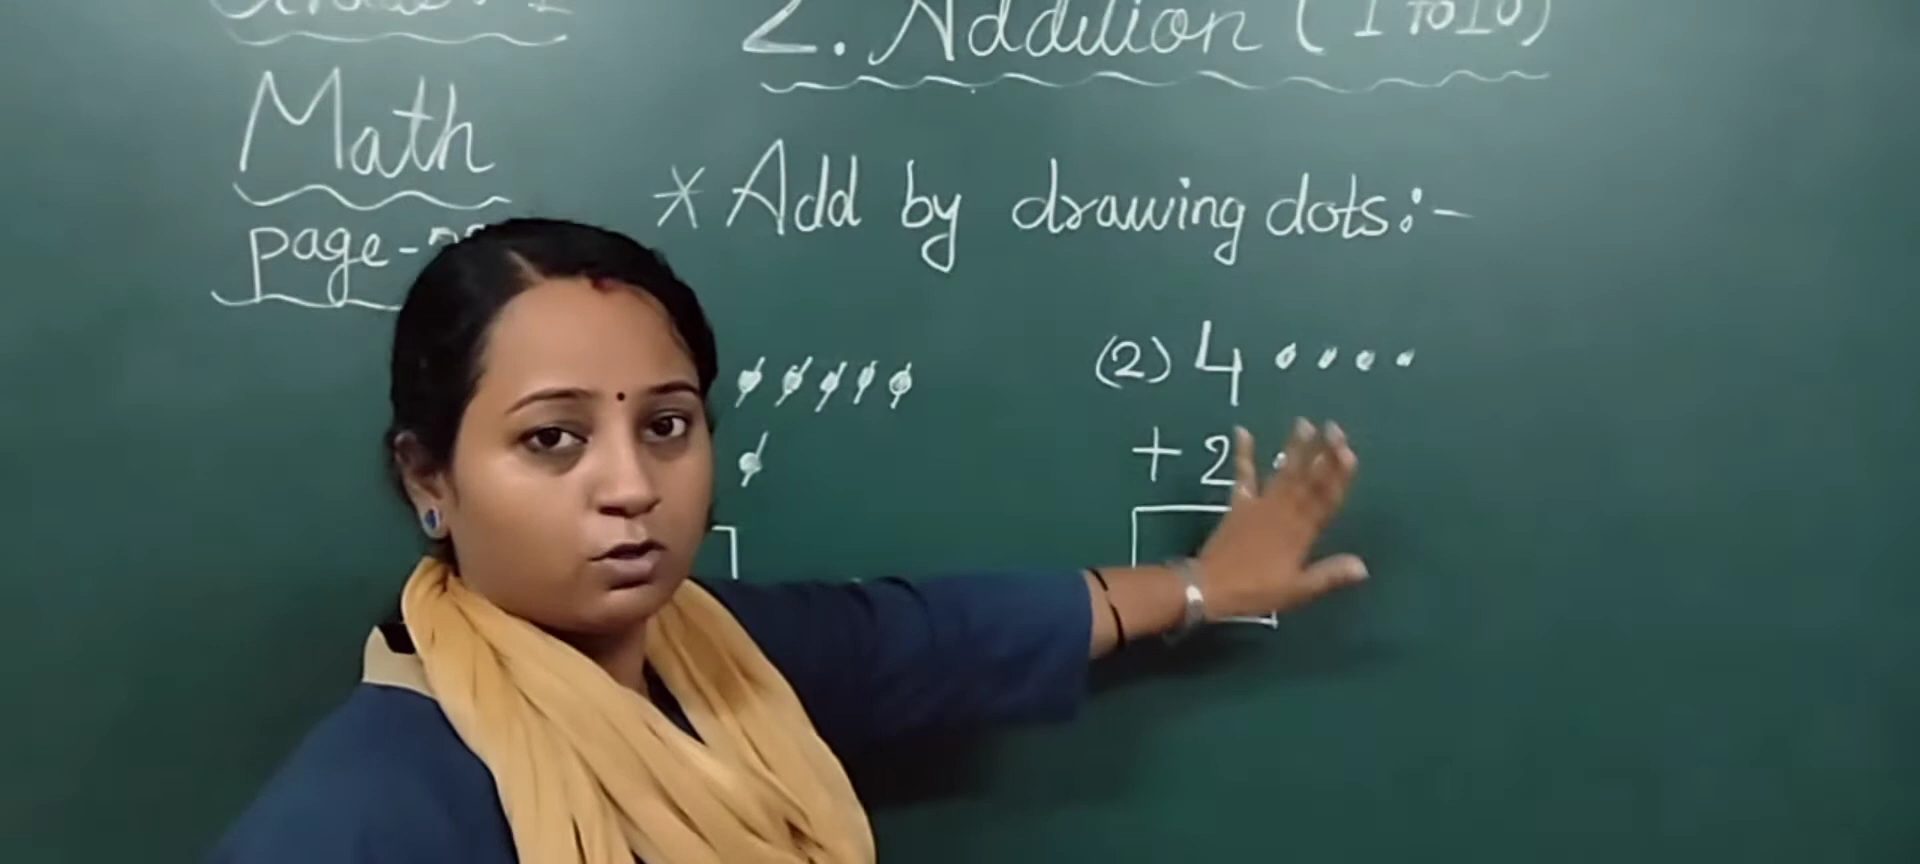 2. Addition (1 to 10)
Math
page-
* Add by drawing dots:-
(2) 4
+ 2